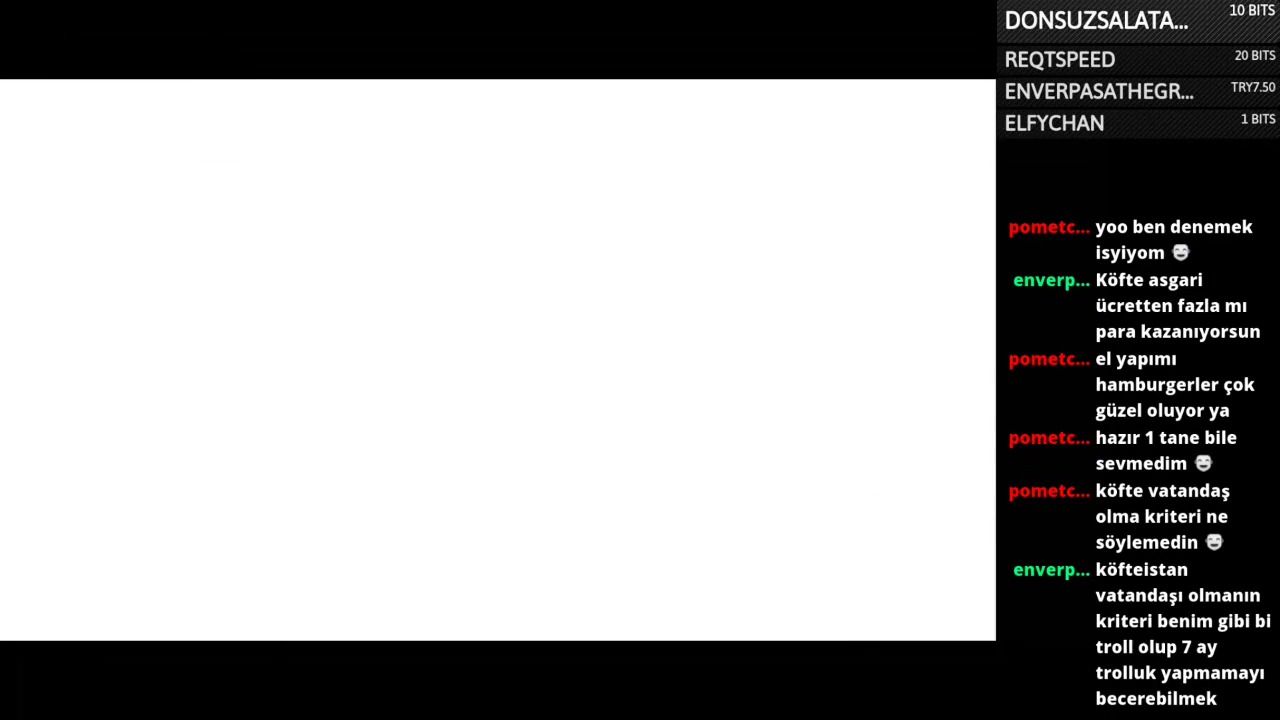 DONSUZSALATA... 10 BITS
REQTSPEED 20 BITS
ENVERPASATHEGR... TRY7.50
ELFYCHAN 1 BITS
pometc... yoo ben denemek
isyiyom
enverp... Köfte asgari
ücretten fazla mı
para kazanıyorsun
pometc... el yapımı
hamburgerler çok
güzel oluyor ya
pometc... hazır 1 tane bile
sevmedim
pometc... köfte vatandaş
olma kriteri ne
söylemedin
enverp... köfteistan
vatandaşı olmanın
kriteri benim gibi bi
troll olup 7 ay
trolluk yapmamayı
becerebilmek